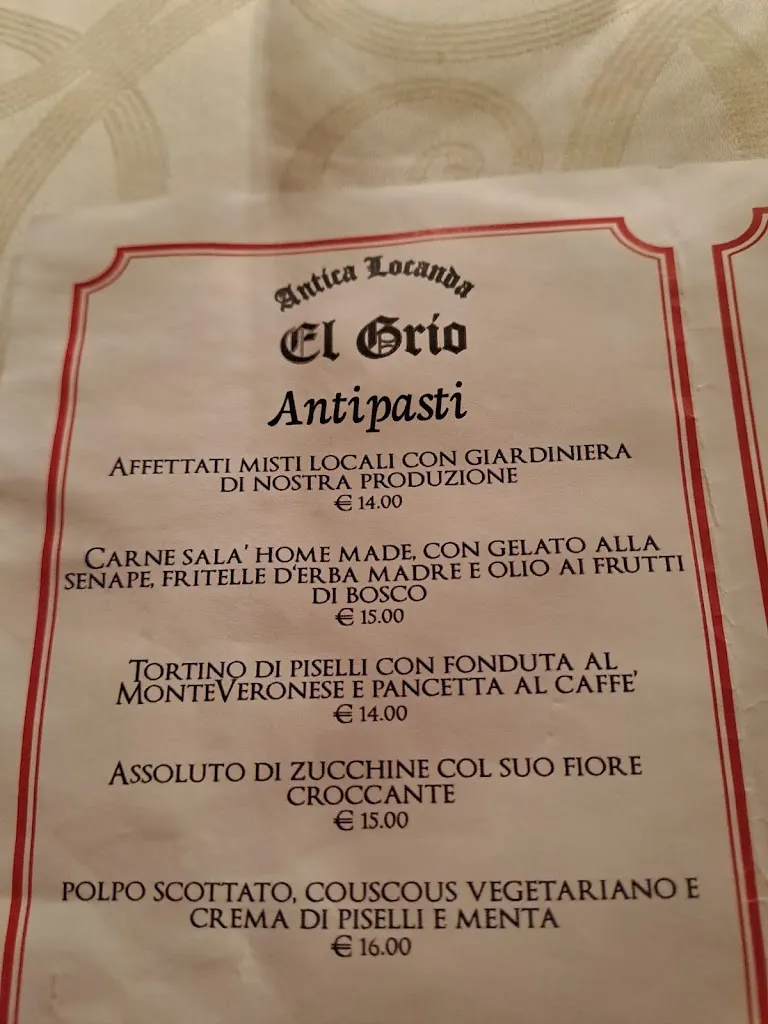 Antica Locanda
El Grio
Antipasti
AFFETTATI MISTI LOCALI CON GIARDINIERA
DI NOSTRA PRODUZIONE
€ 14.00
CARNE SALA' HOME MADE, CON GELATO ALLA
SENAPE, FRITELLE D'ERBA MADRE E OLIO AI FRUTTI
DI BOSCO
€ 15.00
TORTINO DI PISELLI CON FONDUTA AL
MONTEVERONESE E PANCETTA AL CAFFE'
€ 14.00
ASSOLUTO DI ZUCCHINE COL SUO FIORE
CROCCANTE
€ 15.00
POLPO SCOTTATO, COUSCOUS VEGETARIANO E
CREMA DI PISELLI E MENTA
€ 16.00